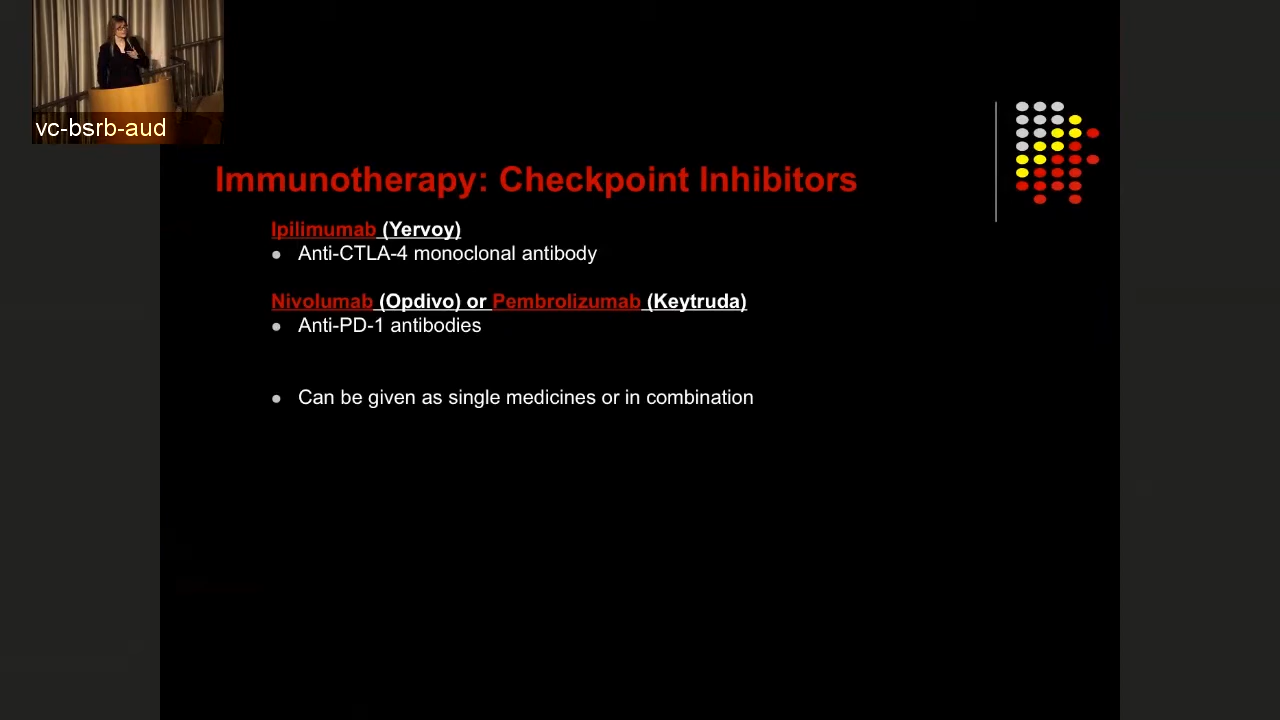 vc-bsrb-aud
Immunotherapy: Checkpoint Inhibitors
Ipilimumab (Yervoy)
● Anti-CTLA-4 monoclonal antibody
Nivolumab (Opdivo) or Pembrolizumab (Keytruda)
● Anti-PD-1 antibodies
● Can be given as single medicines or in combination